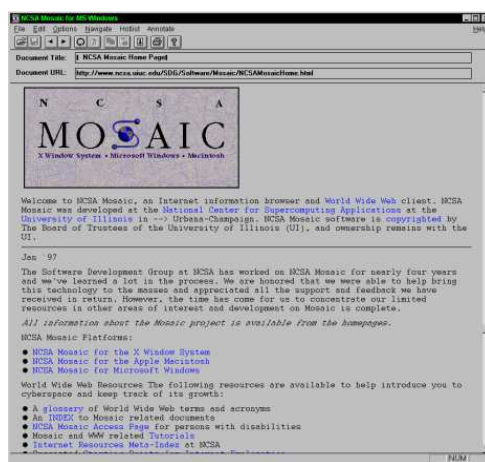 NCSA Mosaic for MS Windows
File Edit Options Navigate Hotlist Annotate Help
Document Title: NCSA Mosaic Home Page
Document URL: http://www.ncsa.uiuc.edu/SDG/Software/Mosaic/NCSAMosaicHome.html
N C S A
MOSAIC
X Window System • Microsoft Windows • Macintosh
Welcome to NCSA Mosaic, an Internet information browser and World Wide Web client. NCSA
Mosaic was developed at the National Center for Supercomputing Applications at the
University of Illinois in --> Urbana-Champaign. NCSA Mosaic software is copyrighted by
The Board of Trustees of the University of Illinois (UI), and ownership remains with the
UI.
Jan '97
The Software Development Group at NCSA has worked on NCSA Mosaic for nearly four years
and we've learned a lot in the process. We are honored that we were able to help bring
this technology to the masses and appreciated all the support and feedback we have
received in return. However, the time has come for us to concentrate our limited
resources in other areas of interest and development on Mosaic is complete.
All information about the Mosaic project is available from the homepages.
NCSA Mosaic Platforms:
● NCSA Mosaic for the X Window System
● NCSA Mosaic for the Apple Macintosh
● NCSA Mosaic for Microsoft Windows
World Wide Web Resources The following resources are available to help introduce you to
cyberspace and keep track of its growth:
● A glossary of World Wide Web terms and acronyms
● An INDEX to Mosaic related documents
● NCSA Mosaic Access Page for persons with disabilities
● Mosaic and WWW related Tutorials
● Internet Resources Meta-Index at NCSA
NUM